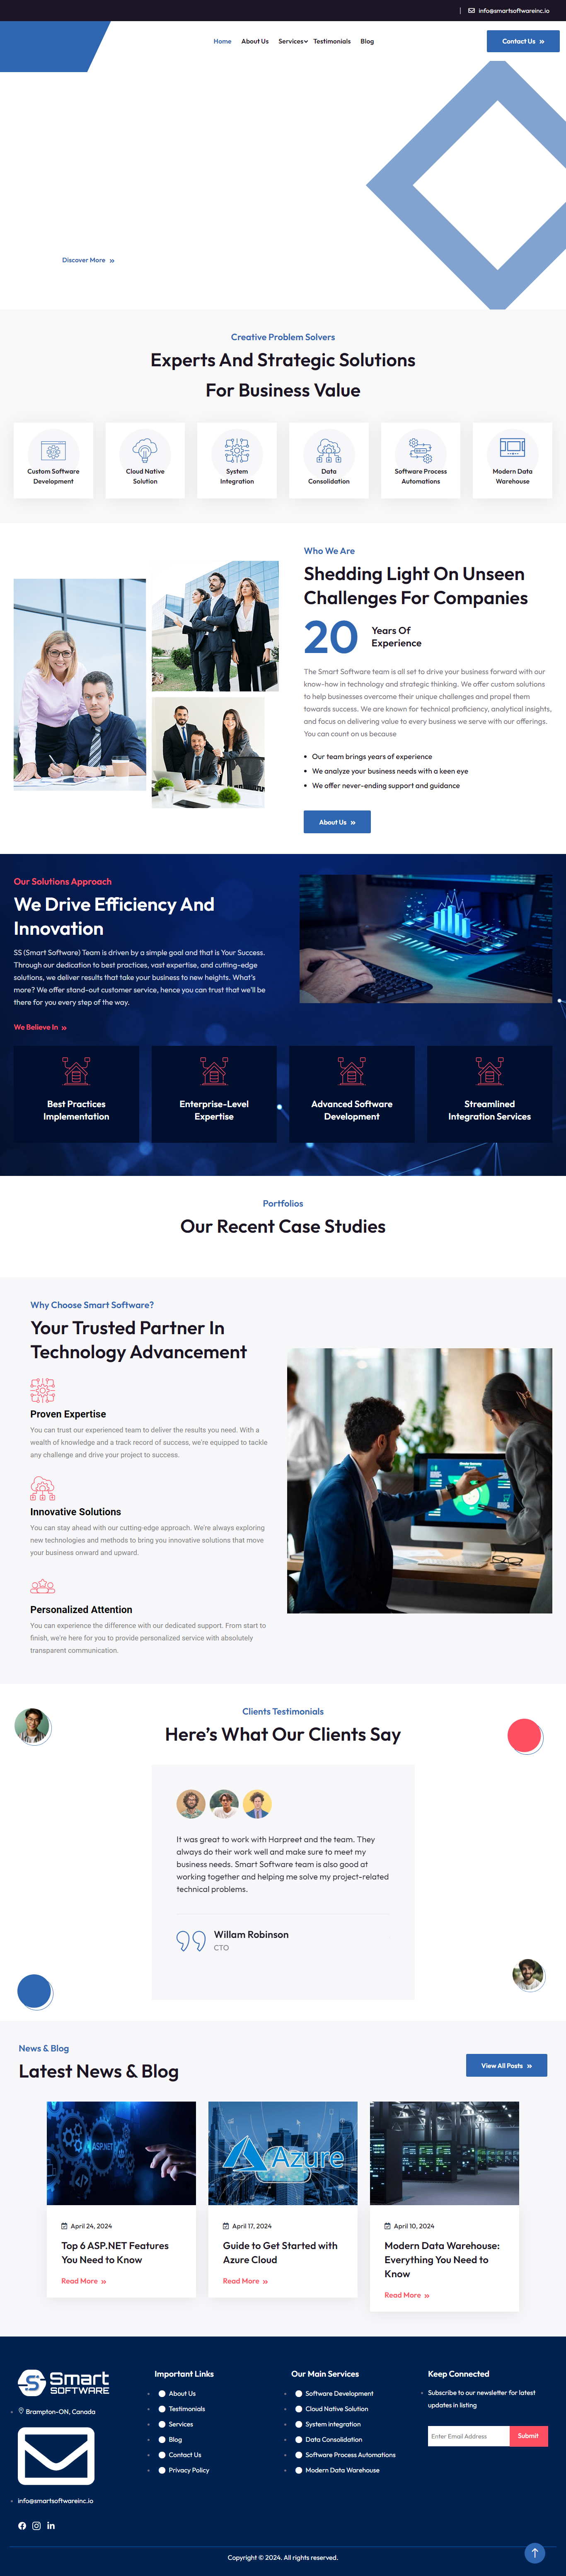 info@smartsoftwareinc.io
Home
About Us
Services
Testimonials
Blog
Contact Us
Discover More
Creative Problem Solvers
Experts And Strategic Solutions
For Business Value
Custom Software
Development
Cloud Native
Solution
System
Integration
Data
Consolidation
Software Process
Automations
Modern Data
Warehouse
Who We Are
Shedding Light On Unseen
Challenges For Companies
20
Years Of
Experience
The Smart Software team is all set to drive your business forward with our
know-how in technology and strategic thinking. We offer custom solutions
to help businesses overcome their unique challenges and propel them
towards success. We are known for technical proficiency, analytical insights,
and focus on delivering value to every business we serve with our offerings.
You can count on us because
Our team brings years of experience
We analyze your business needs with a keen eye
We offer never-ending support and guidance
About Us
Our Solutions Approach
We Drive Efficiency And
Innovation
SS (Smart Software) Team is driven by a simple goal and that is Your Success.
Through our dedication to best practices, vast expertise, and cutting-edge
solutions, we deliver results that take your business to new heights. What's
more? We offer stand-out customer service, hence you can trust that we'll be
there for you every step of the way.
We Believe In
Best Practices
Implementation
Enterprise-Level
Expertise
Advanced Software
Development
Streamlined
Integration Services
Portfolios
Our Recent Case Studies
Why Choose Smart Software?
Your Trusted Partner In
Technology Advancement
Proven Expertise
You can trust our experienced team to deliver the results you need. With a
wealth of knowledge and a track record of success, we're equipped to tackle
any challenge and drive your project to success.
Innovative Solutions
You can stay ahead with our cutting-edge approach. We're always exploring
new technologies and methods to bring you innovative solutions that move
your business onward and upward.
Personalized Attention
You can experience the difference with our dedicated support. From start to
finish, we're here for you to provide personalized service with absolutely
transparent communication.
Clients Testimonials
Here's What Our Clients Say
It was great to work with Harpreet and the team. They
always do their work well and make sure to meet my
business needs. Smart Software team is also good at
working together and helping me solve my project-related
technical problems.
Willam Robinson
CTO
News & Blog
Latest News & Blog
View All Posts
ASP.NET
Azure
April 24, 2024
Top 6 ASP.NET Features
You Need to Know
Read More
April 17, 2024
Guide to Get Started with
Azure Cloud
Read More
April 10, 2024
Modern Data Warehouse:
Everything You Need to
Know
Read More
Smart
SOFTWARE
Brampton-ON, Canada
info@smartsoftwareinc.io
Important Links
About Us
Testimonials
Services
Blog
Contact Us
Privacy Policy
Our Main Services
Software Development
Cloud Native Solution
System integration
Data Consolidation
Software Process Automations
Modern Data Warehouse
Keep Connected
Subscribe to our newsletter for latest
updates in listing
Enter Email Address
Submit
Copyright © 2024. All rights reserved.